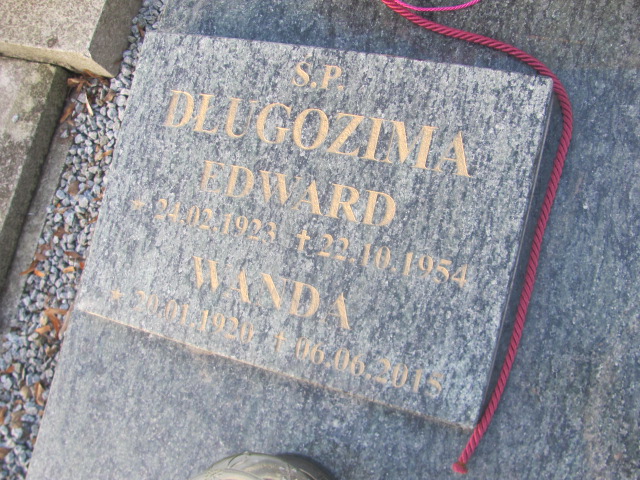 S.P.
DŁUGOZIMA
EDWARD
* 24.02.1923 † 22.10.1954
WANDA
* 20.01.1920 † 06.06.2015